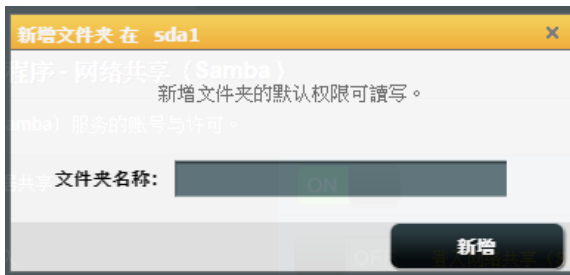 新增文件夹 在 sda1
×
程序 - 网络共享（Samba）
新增文件夹的默认权限可讀写。
amba）服务的账号与许可。
文件夹名称:
ON
新增